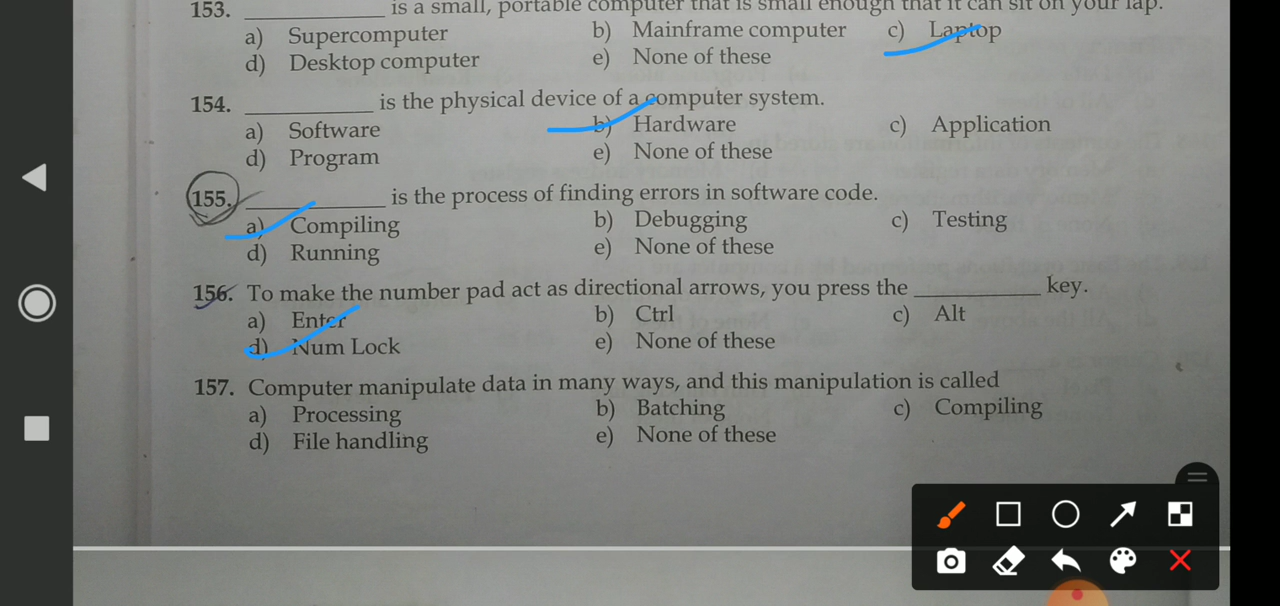 153. ____________ is a small, portable computer that is small enough that it can sit on your lap.
a) Supercomputer b) Mainframe computer c) Laptop
d) Desktop computer e) None of these
154. ____________ is the physical device of a computer system.
a) Software b) Hardware c) Application
d) Program e) None of these
155. ____________ is the process of finding errors in software code.
a) Compiling b) Debugging c) Testing
d) Running e) None of these
156. To make the number pad act as directional arrows, you press the ____________ key.
a) Enter b) Ctrl c) Alt
d) Num Lock e) None of these
157. Computer manipulate data in many ways, and this manipulation is called
a) Processing b) Batching c) Compiling
d) File handling e) None of these